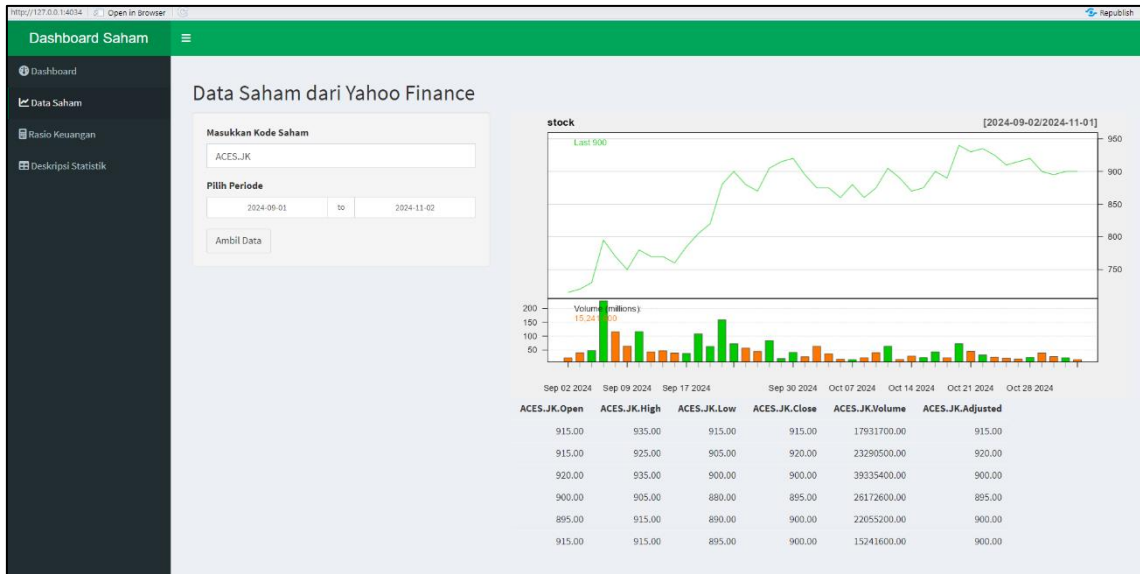 http://127.0.0.1:4034 Open in Browser Republish
Dashboard Saham
Dashboard
Data Saham
Rasio Keuangan
Deskripsi Statistik
Data Saham dari Yahoo Finance
Masukkan Kode Saham
ACES.JK
Pilih Periode
2024-09-01 to 2024-11-02
Ambil Data
stock [2024-09-02/2024-11-01]
Last 900
950
900
850
800
750
Volume (millions):
15,241,600
200
150
100
50
Sep 02 2024 Sep 09 2024 Sep 17 2024 Sep 30 2024 Oct 07 2024 Oct 14 2024 Oct 21 2024 Oct 28 2024
ACES.JK.Open ACES.JK.High ACES.JK.Low ACES.JK.Close ACES.JK.Volume ACES.JK.Adjusted
915.00 935.00 915.00 915.00 17931700.00 915.00
915.00 925.00 905.00 920.00 23290500.00 920.00
920.00 935.00 900.00 900.00 39335400.00 900.00
900.00 905.00 880.00 895.00 26172600.00 895.00
895.00 915.00 890.00 900.00 22055200.00 900.00
915.00 915.00 895.00 900.00 15241600.00 900.00